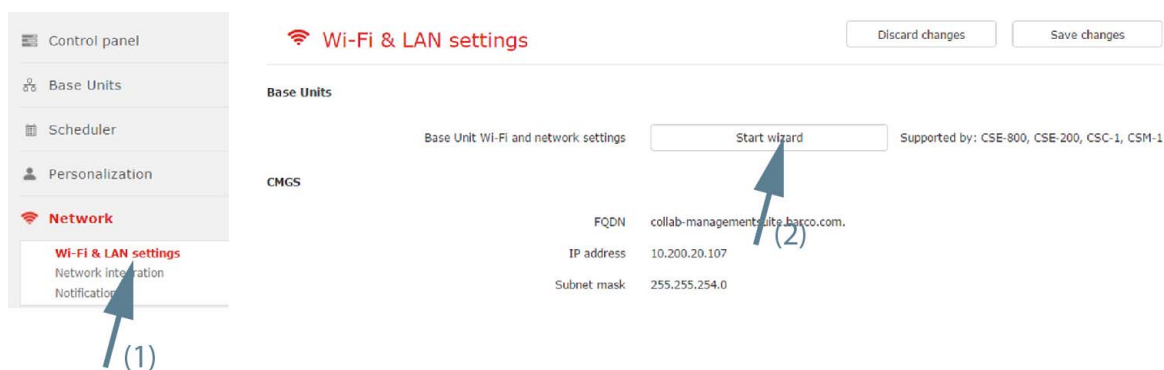 Control panel
Base Units
Scheduler
Personalization
Network
Wi-Fi & LAN settings
Network integration
Notification
(1)
Wi-Fi & LAN settings
Discard changes
Save changes
Base Units
Base Unit Wi-Fi and network settings
Start wizard
Supported by: CSE-800, CSE-200, CSC-1, CSM-1
CMGS
FQDN
collab-managementsuite.barco.com.
(2)
IP address
10.200.20.107
Subnet mask
255.255.254.0